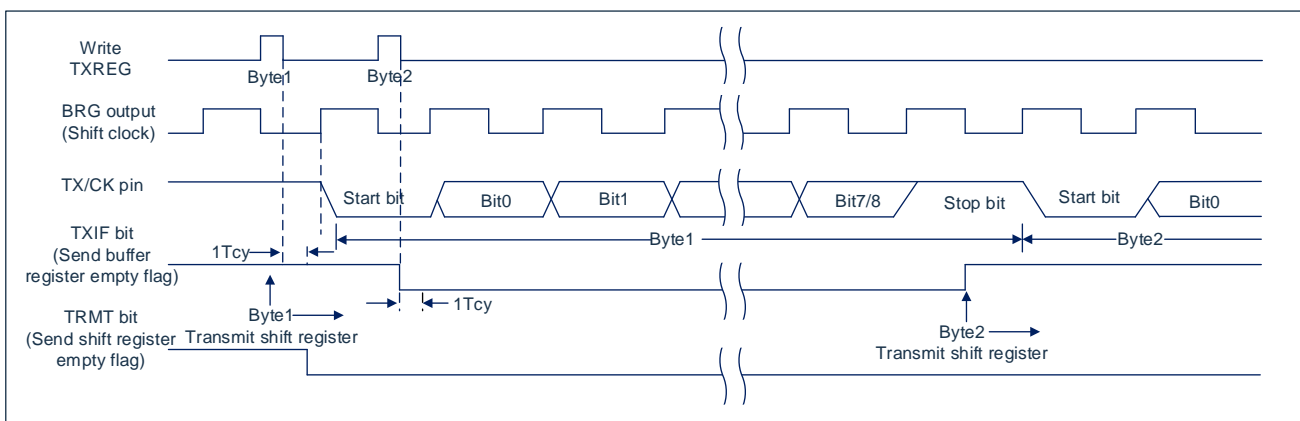 Write
TXREG
Byte1
Byte2
BRG output
(Shift clock)
TX/CK pin
Start bit
Bit0
Bit1
Bit7/8
Stop bit
Start bit
Bit0
TXIF bit
(Send buffer
register empty flag)
1Tcy
Byte1
Byte2
1Tcy
Byte1
Transmit shift register
Byte2
Transmit shift register
TRMT bit
(Send shift register
empty flag)